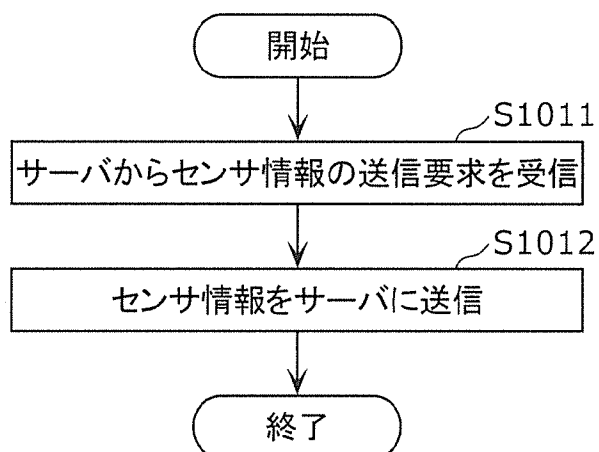 開始
S1011
サーバからセンサ情報の送信要求を受信
S1012
センサ情報をサーバに送信
終了